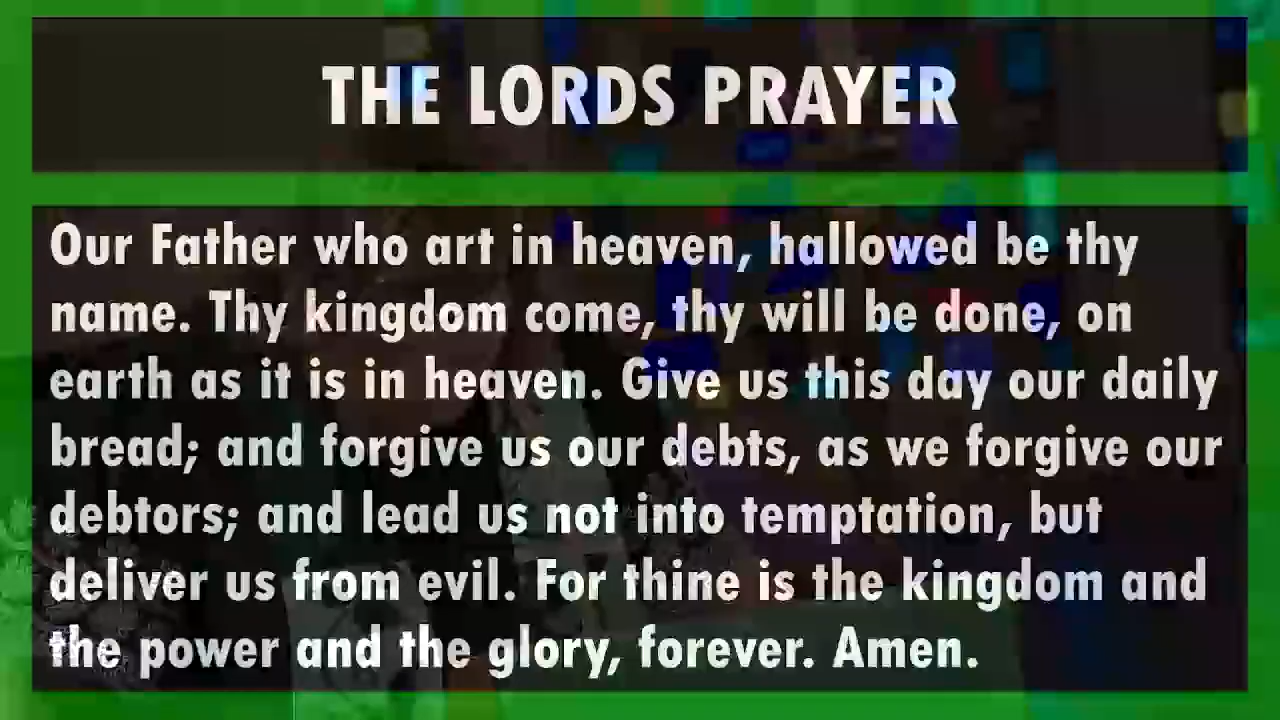 THE LORDS PRAYER
Our Father who art in heaven, hallowed be thy
name. Thy kingdom come, thy will be done, on
earth as it is in heaven. Give us this day our daily
bread; and forgive us our debts, as we forgive our
debtors; and lead us not into temptation, but
deliver us from evil. For thine is the kingdom and
the power and the glory, forever. Amen.